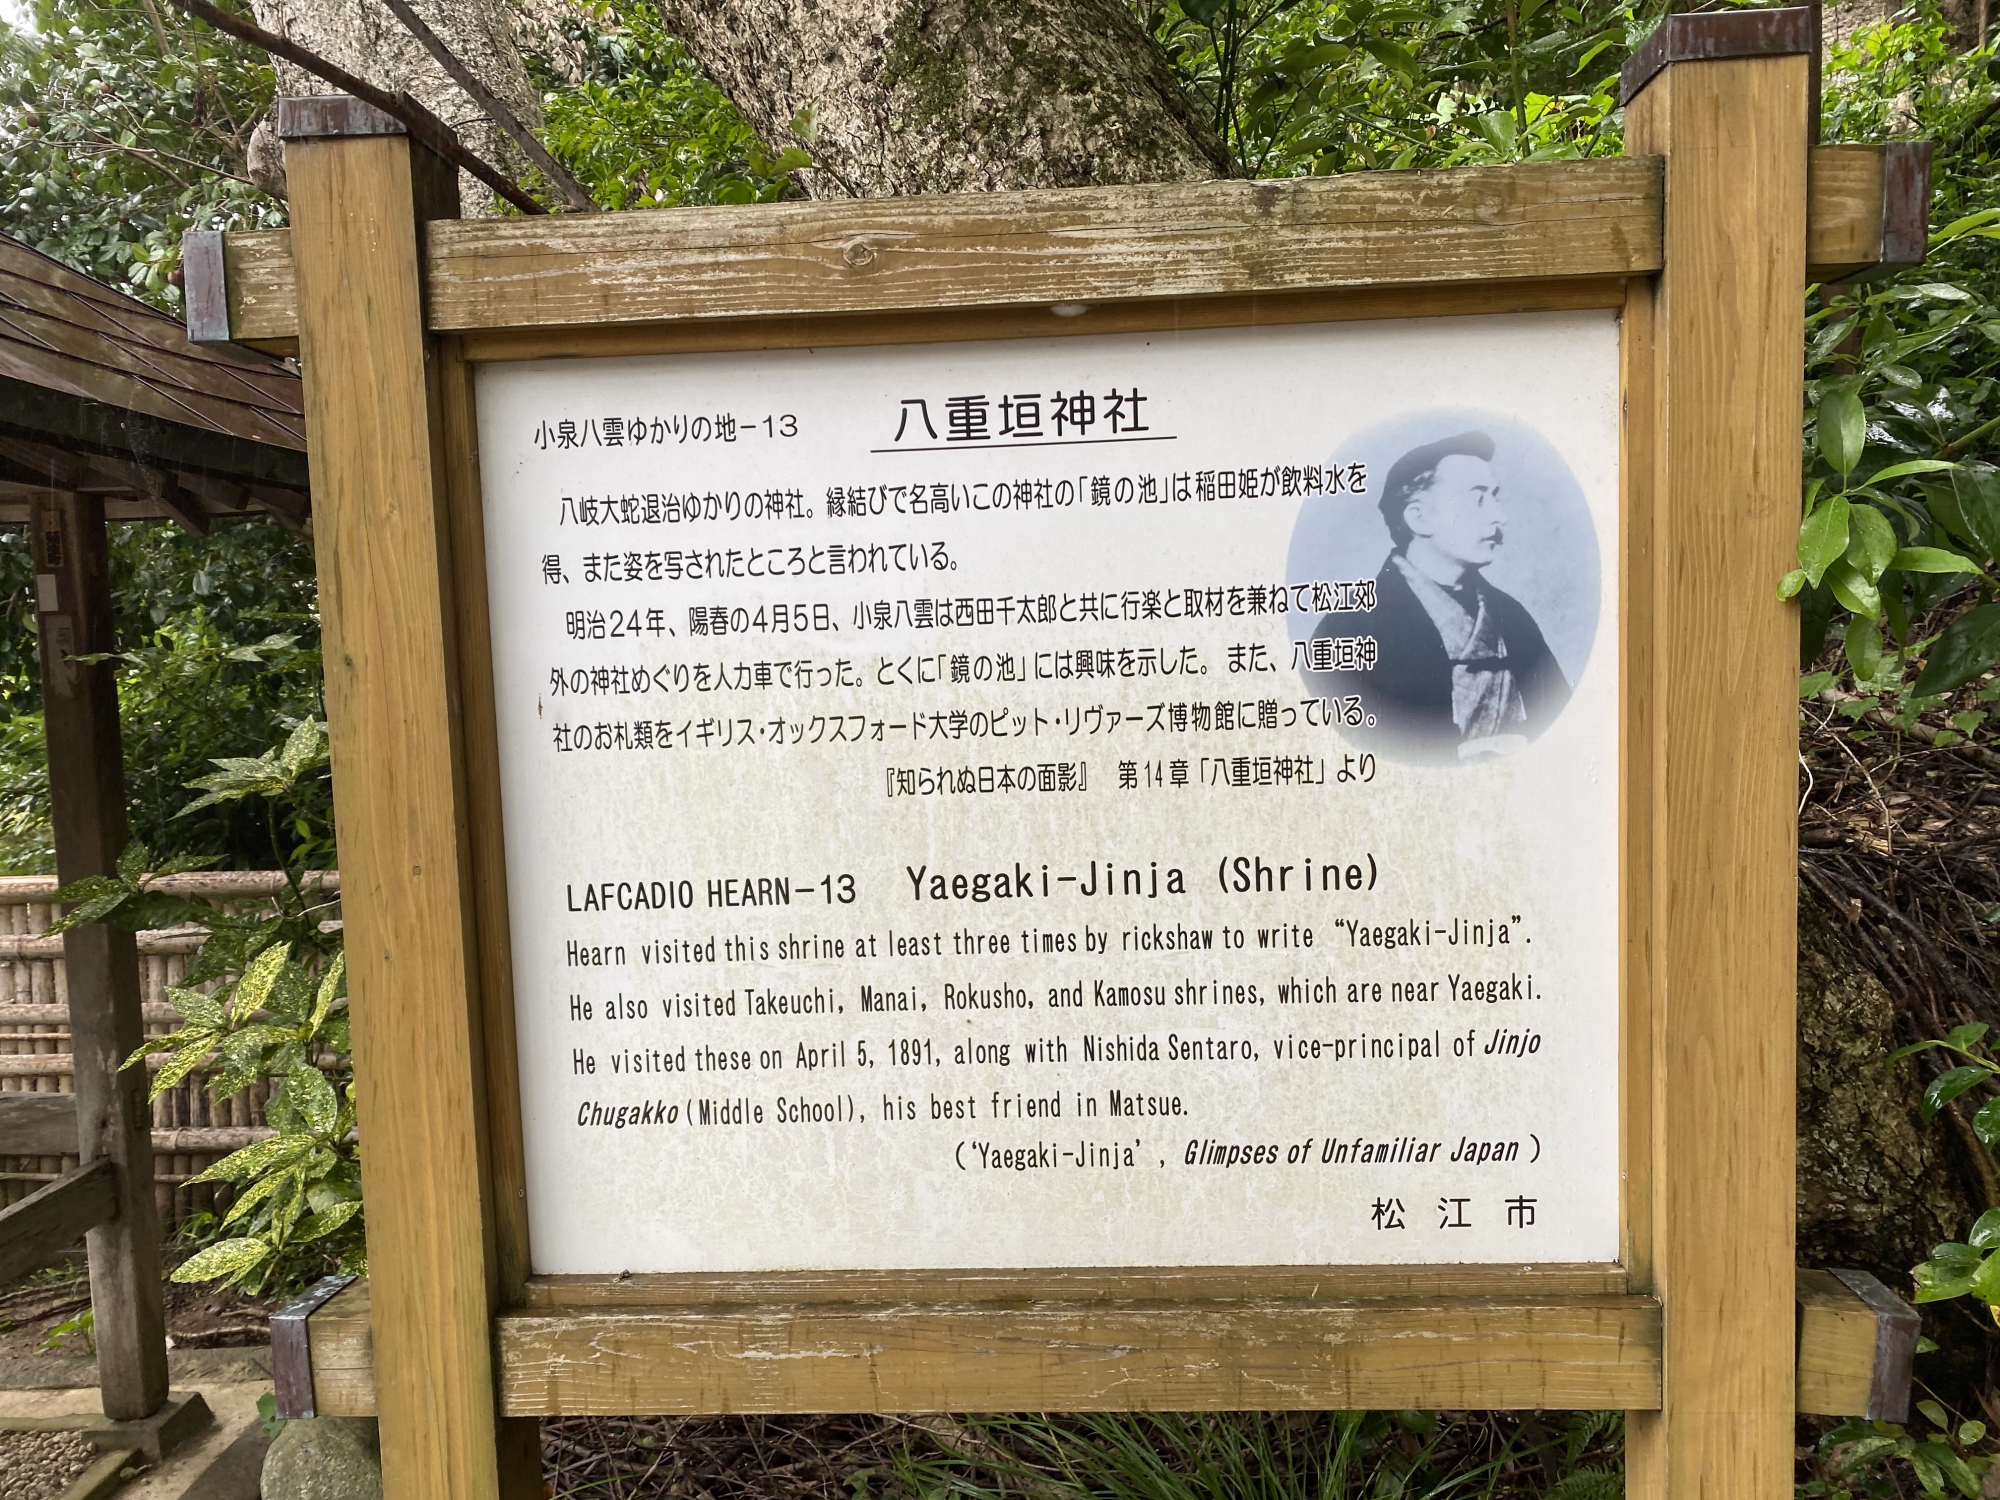 小泉八雲ゆかりの地－13　八重垣神社
八岐大蛇退治ゆかりの神社。縁結びで名高いこの神社の「鏡の池」は稲田姫が飲料水を
得、また姿を写されたところと言われている。
明治24年、陽春の4月5日、小泉八雲は西田千太郎と共に行楽と取材を兼ねて松江郊
外の神社めぐりを人力車で行った。とくに「鏡の池」には興味を示した。また、八重垣神
社のお札類をイギリス・オックスフォード大学のピット・リヴァーズ博物館に贈っている。
『知られぬ日本の面影』　第14章「八重垣神社」より
LAFCADIO HEARN－13　Yaegaki-Jinja (Shrine)
Hearn visited this shrine at least three times by rickshaw to write “Yaegaki-Jinja”.
He also visited Takeuchi, Manai, Rokusho, and Kamosu shrines, which are near Yaegaki.
He visited these on April 5, 1891, along with Nishida Sentaro, vice-principal of Jinjo
Chugakko (Middle School), his best friend in Matsue.
(‘Yaegaki-Jinja’, Glimpses of Unfamiliar Japan )
松 江 市